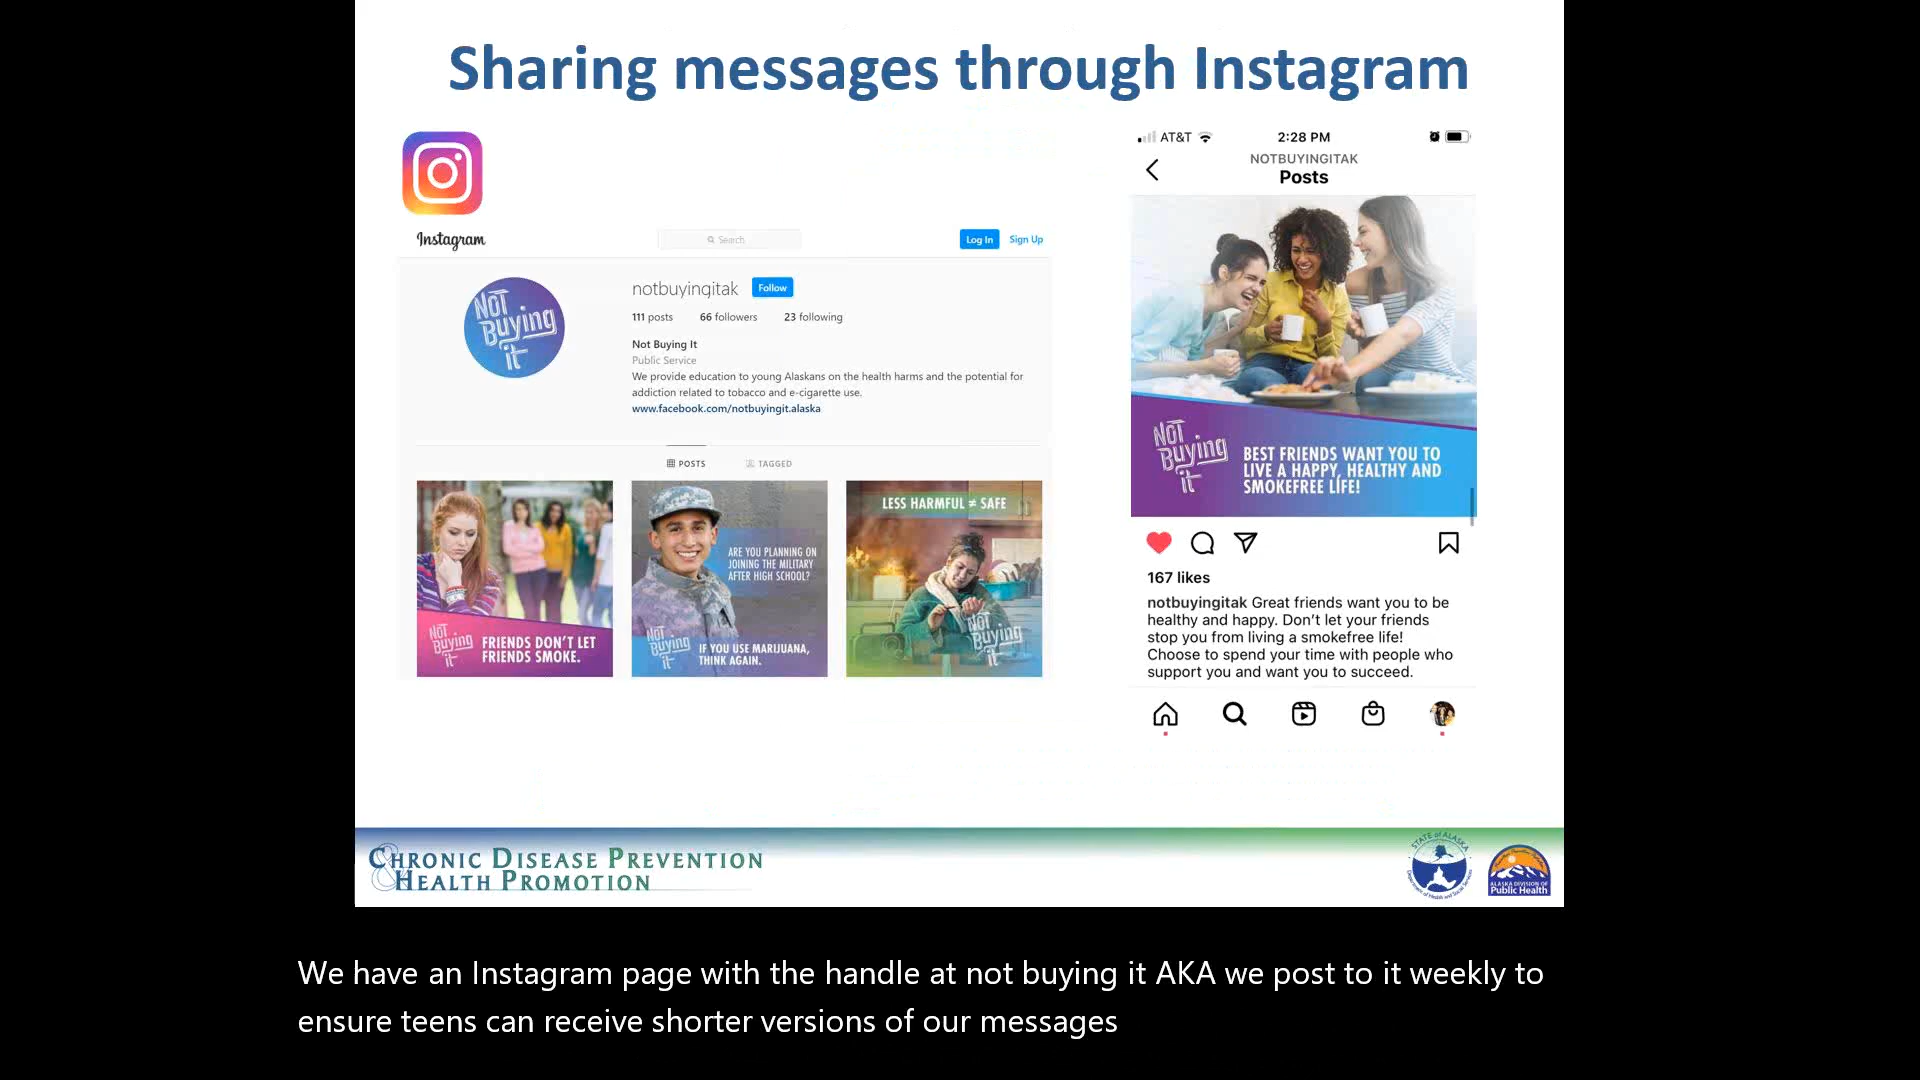 Sharing messages through Instagram
Instagram
Search
Log In
Sign Up
NOT
Buying
it
notbuyingitak
Follow
111 posts
66 followers
23 following
Not Buying It
Public Service
We provide education to young Alaskans on the health harms and the potential for
addiction related to tobacco and e-cigarette use.
www.facebook.com/notbuyingit.alaska
POSTS
TAGGED
NOT
Buying
it
FRIENDS DON'T LET
FRIENDS SMOKE.
ARE YOU PLANNING ON
JOINING THE MILITARY
AFTER HIGH SCHOOL?
NOT
Buying
it
IF YOU USE MARIJUANA,
THINK AGAIN.
LESS HARMFUL ≠ SAFE
NOT
Buying
it
AT&T
2:28 PM
NOTBUYINGITAK
Posts
NOT
Buying
it
BEST FRIENDS WANT YOU TO
LIVE A HAPPY, HEALTHY AND
SMOKEFREE LIFE!
167 likes
notbuyingitak Great friends want you to be
healthy and happy. Don't let your friends
stop you from living a smokefree life!
Choose to spend your time with people who
support you and want you to succeed.
CHRONIC DISEASE PREVENTION
& HEALTH PROMOTION
STATE of ALASKA
ALASKA DIVISION OF
Public Health
We have an Instagram page with the handle at not buying it AKA we post to it weekly to
ensure teens can receive shorter versions of our messages